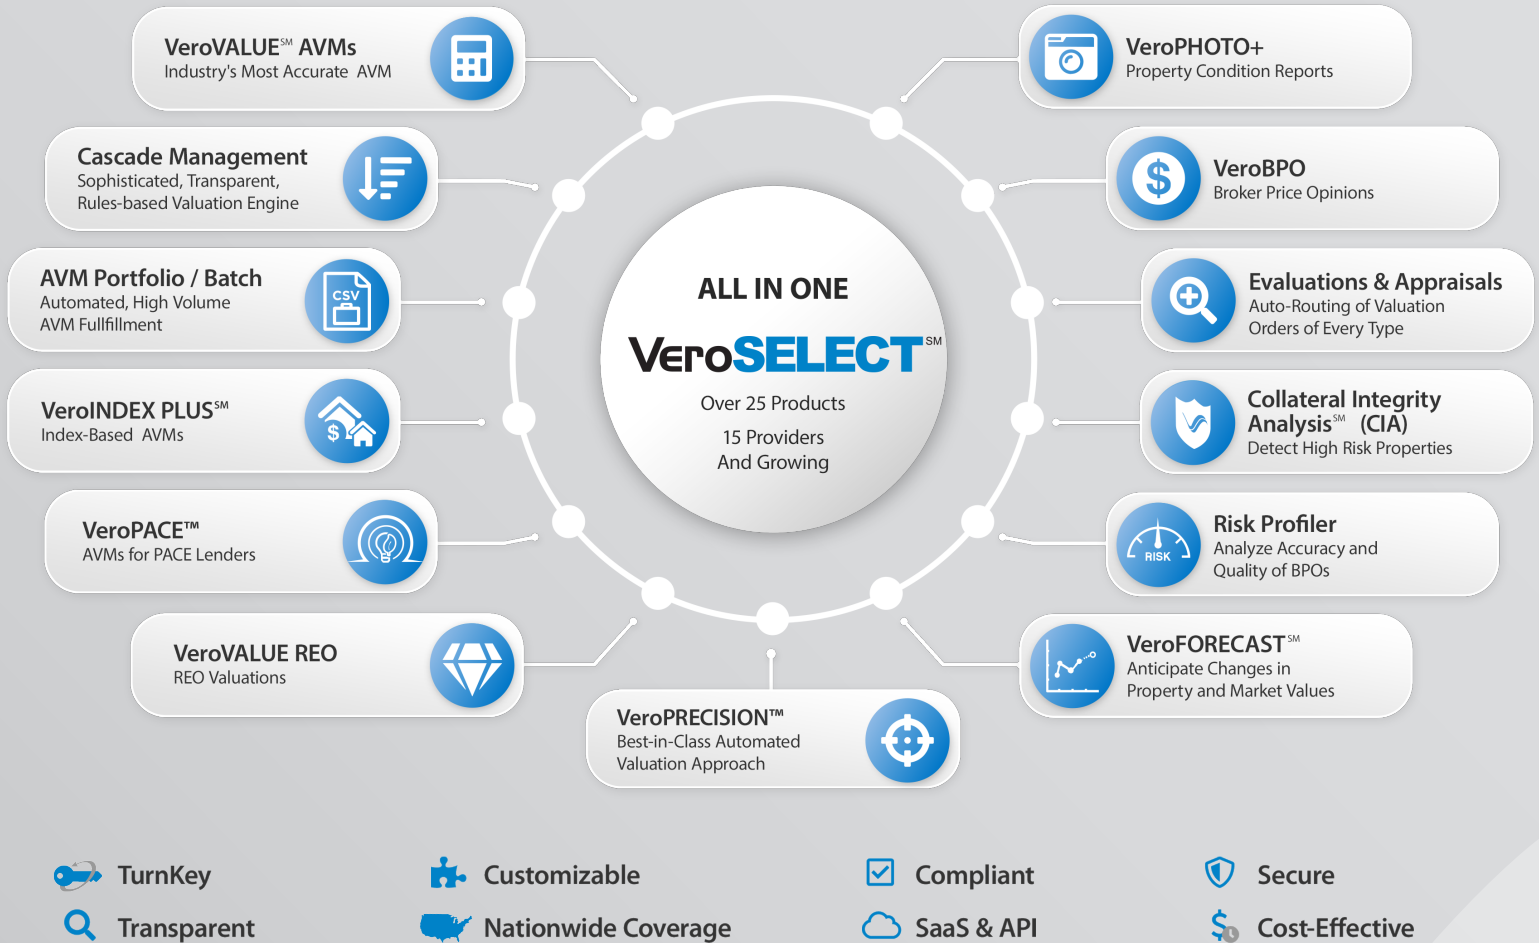 VeroVALUE℠ AVMs
Industry's Most Accurate AVM
Cascade Management
Sophisticated, Transparent,
Rules-based Valuation Engine
AVM Portfolio / Batch
Automated, High Volume
AVM Fullfillment
CSV
VeroINDEX PLUS℠
Index-Based AVMs
$
VeroPACE™
AVMs for PACE Lenders
VeroVALUE REO
REO Valuations
ALL IN ONE
VeroSELECT℠
Over 25 Products
15 Providers
And Growing
VeroPRECISION™
Best-in-Class Automated
Valuation Approach
VeroPHOTO+
Property Condition Reports
$
VeroBPO
Broker Price Opinions
Evaluations & Appraisals
Auto-Routing of Valuation
Orders of Every Type
Collateral Integrity
Analysis℠ (CIA)
Detect High Risk Properties
RISK
Risk Profiler
Analyze Accuracy and
Quality of BPOs
VeroFORECAST℠
Anticipate Changes in
Property and Market Values
TurnKey
Customizable
Compliant
Secure
Transparent
Nationwide Coverage
SaaS & API
$
Cost-Effective